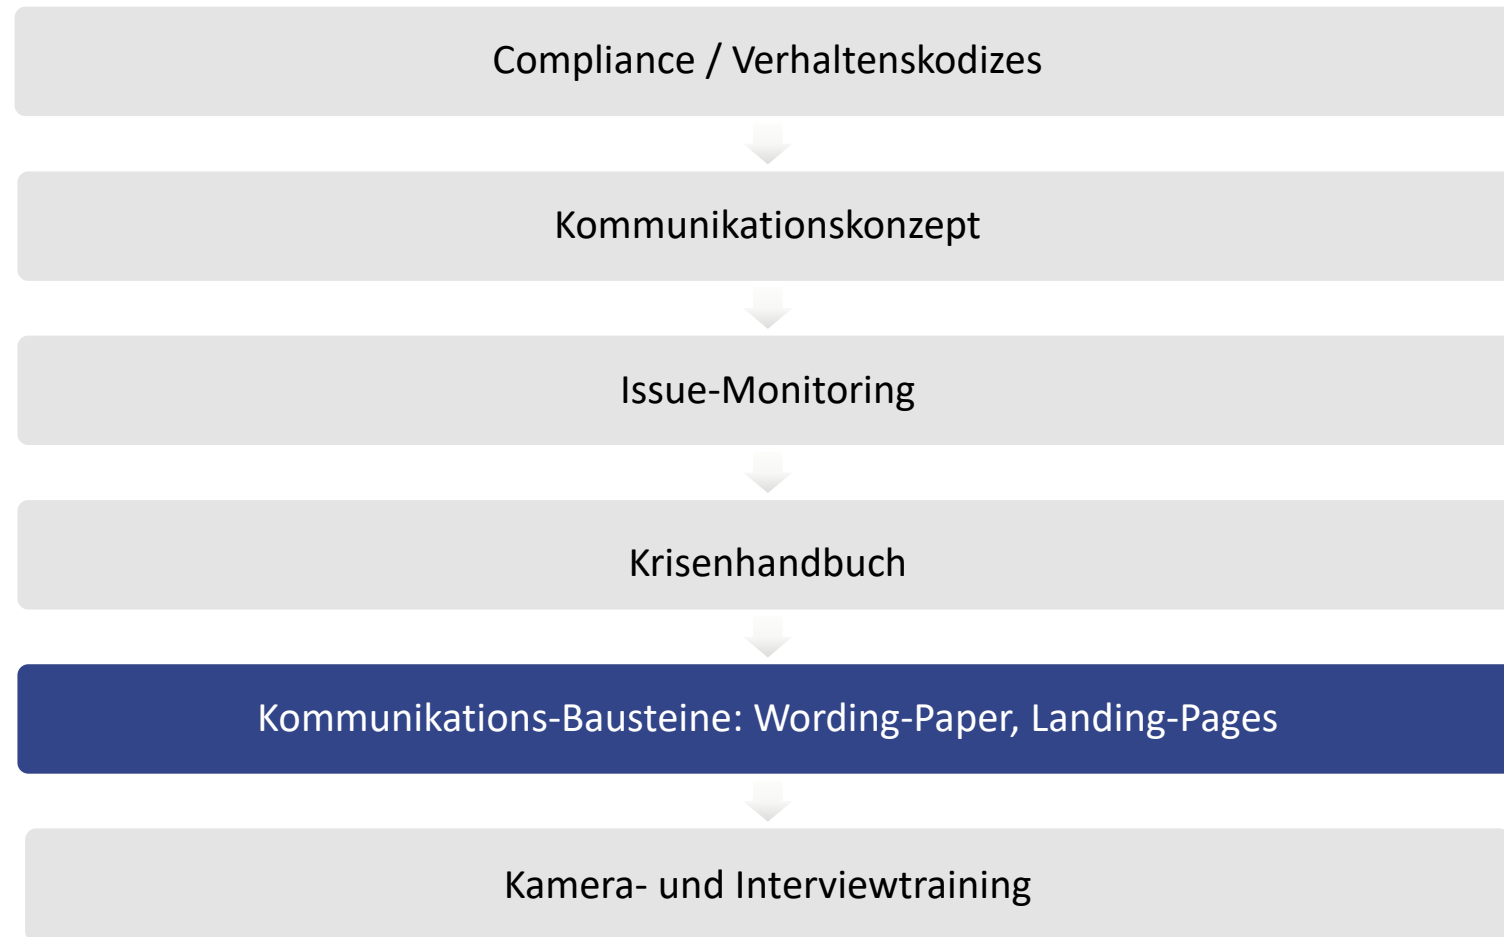 Compliance / Verhaltenskodizes
Kommunikationskonzept
Issue-Monitoring
Krisenhandbuch
Kommunikations-Bausteine: Wording-Paper, Landing-Pages
Kamera- und Interviewtraining